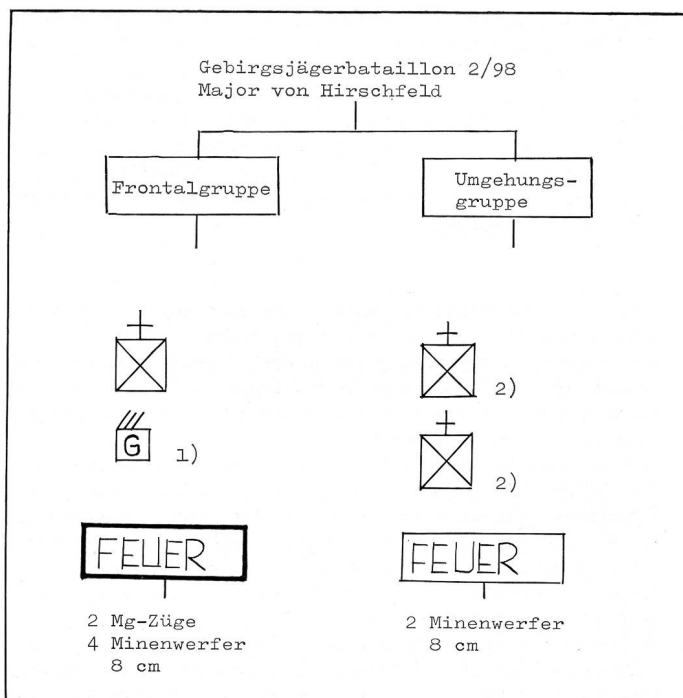 Gebirgsjägerbataillon 2/98
Major von Hirschfeld
Frontalgruppe
Umgehungs-
gruppe
2)
G 1)
2)
FEUER
FEUER
2 Mg-Züge
4 Minenwerfer
8 cm
2 Minenwerfer
8 cm